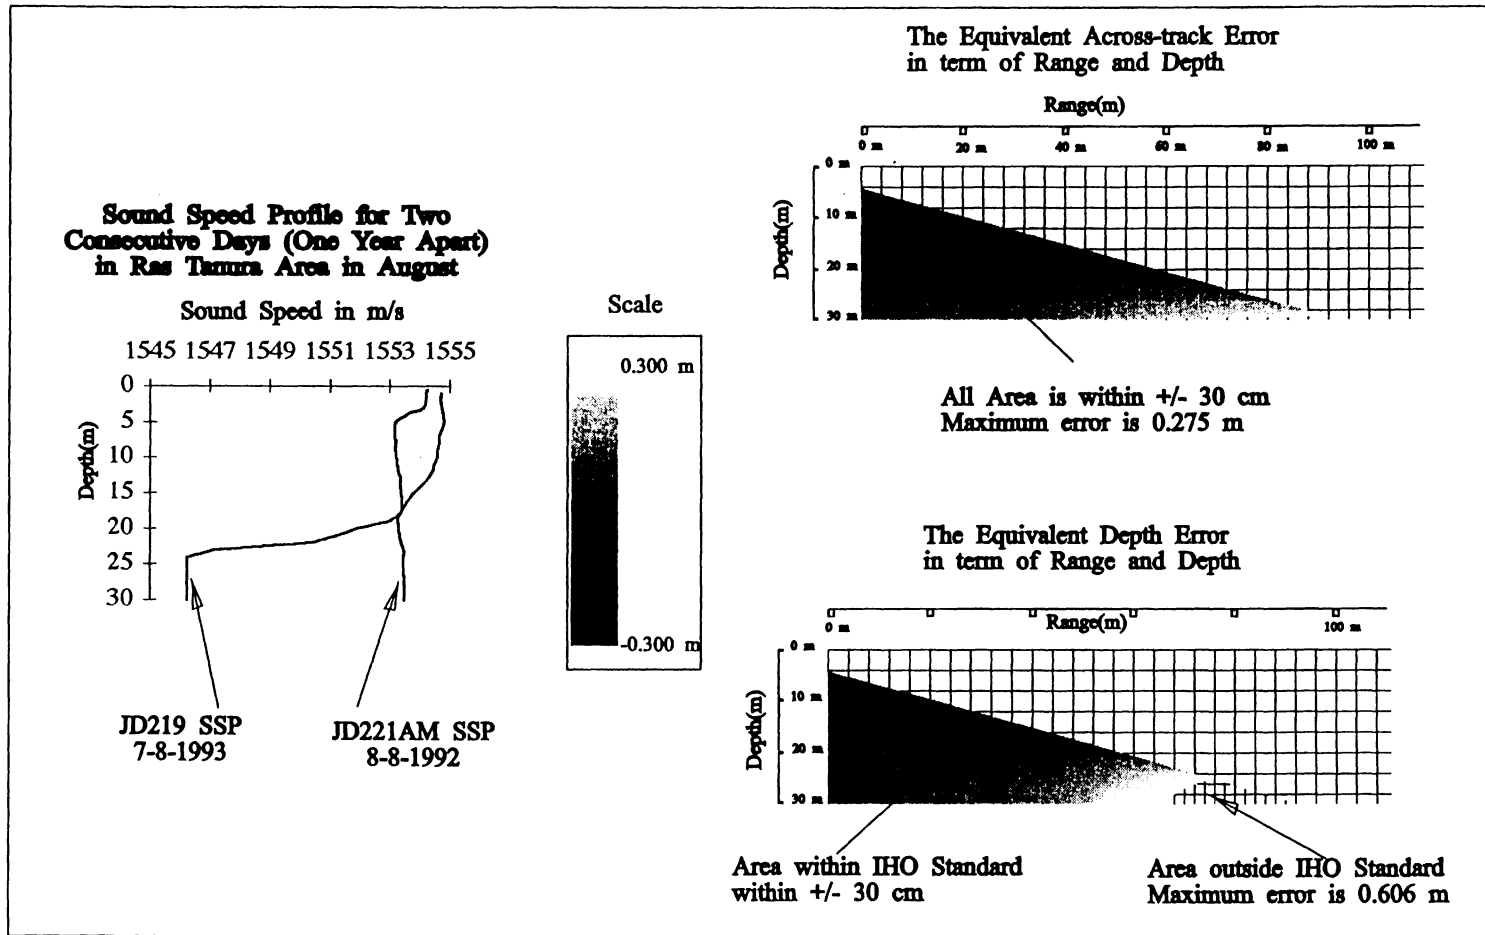 The Equivalent Across-track Error
in term of Range and Depth
Range(m)
0 m 20 m 40 m 60 m 80 m 100 m
0 m
10 m
20 m
30 m
Depth(m)
All Area is within +/- 30 cm
Maximum error is 0.275 m
Sound Speed Profile for Two
Consecutive Days (One Year Apart)
in Ras Tanura Area in August
Sound Speed in m/s
1545 1547 1549 1551 1553 1555
0
5
10
15
20
25
30
Depth(m)
JD219 SSP
7-8-1993
JD221AM SSP
8-8-1992
Scale
0.300 m
-0.300 m
The Equivalent Depth Error
in term of Range and Depth
Range(m)
0 m 100 m
0 m
10 m
20 m
30 m
Depth(m)
Area within IHO Standard
within +/- 30 cm
Area outside IHO Standard
Maximum error is 0.606 m